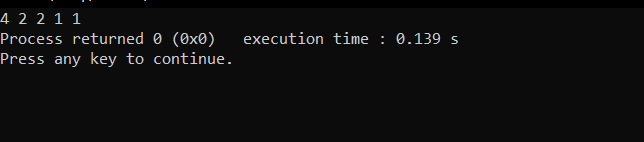 4 2 2 1 1
Process returned 0 (0x0)   execution time : 0.139 s
Press any key to continue.